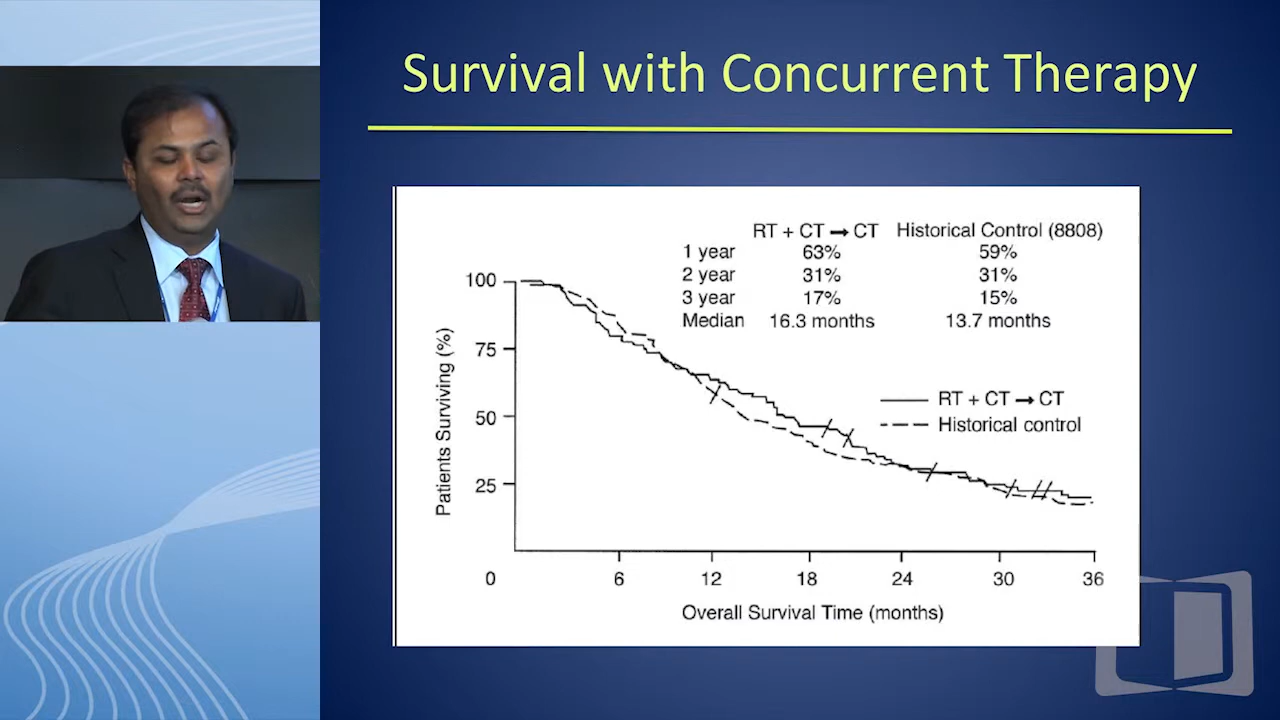 Survival with Concurrent Therapy
RT + CT → CT Historical Control (8808)
1 year 63% 59%
2 year 31% 31%
3 year 17% 15%
Median 16.3 months 13.7 months
100
75
50
25
Patients Surviving (%)
RT + CT → CT
Historical control
0 6 12 18 24 30 36
Overall Survival Time (months)